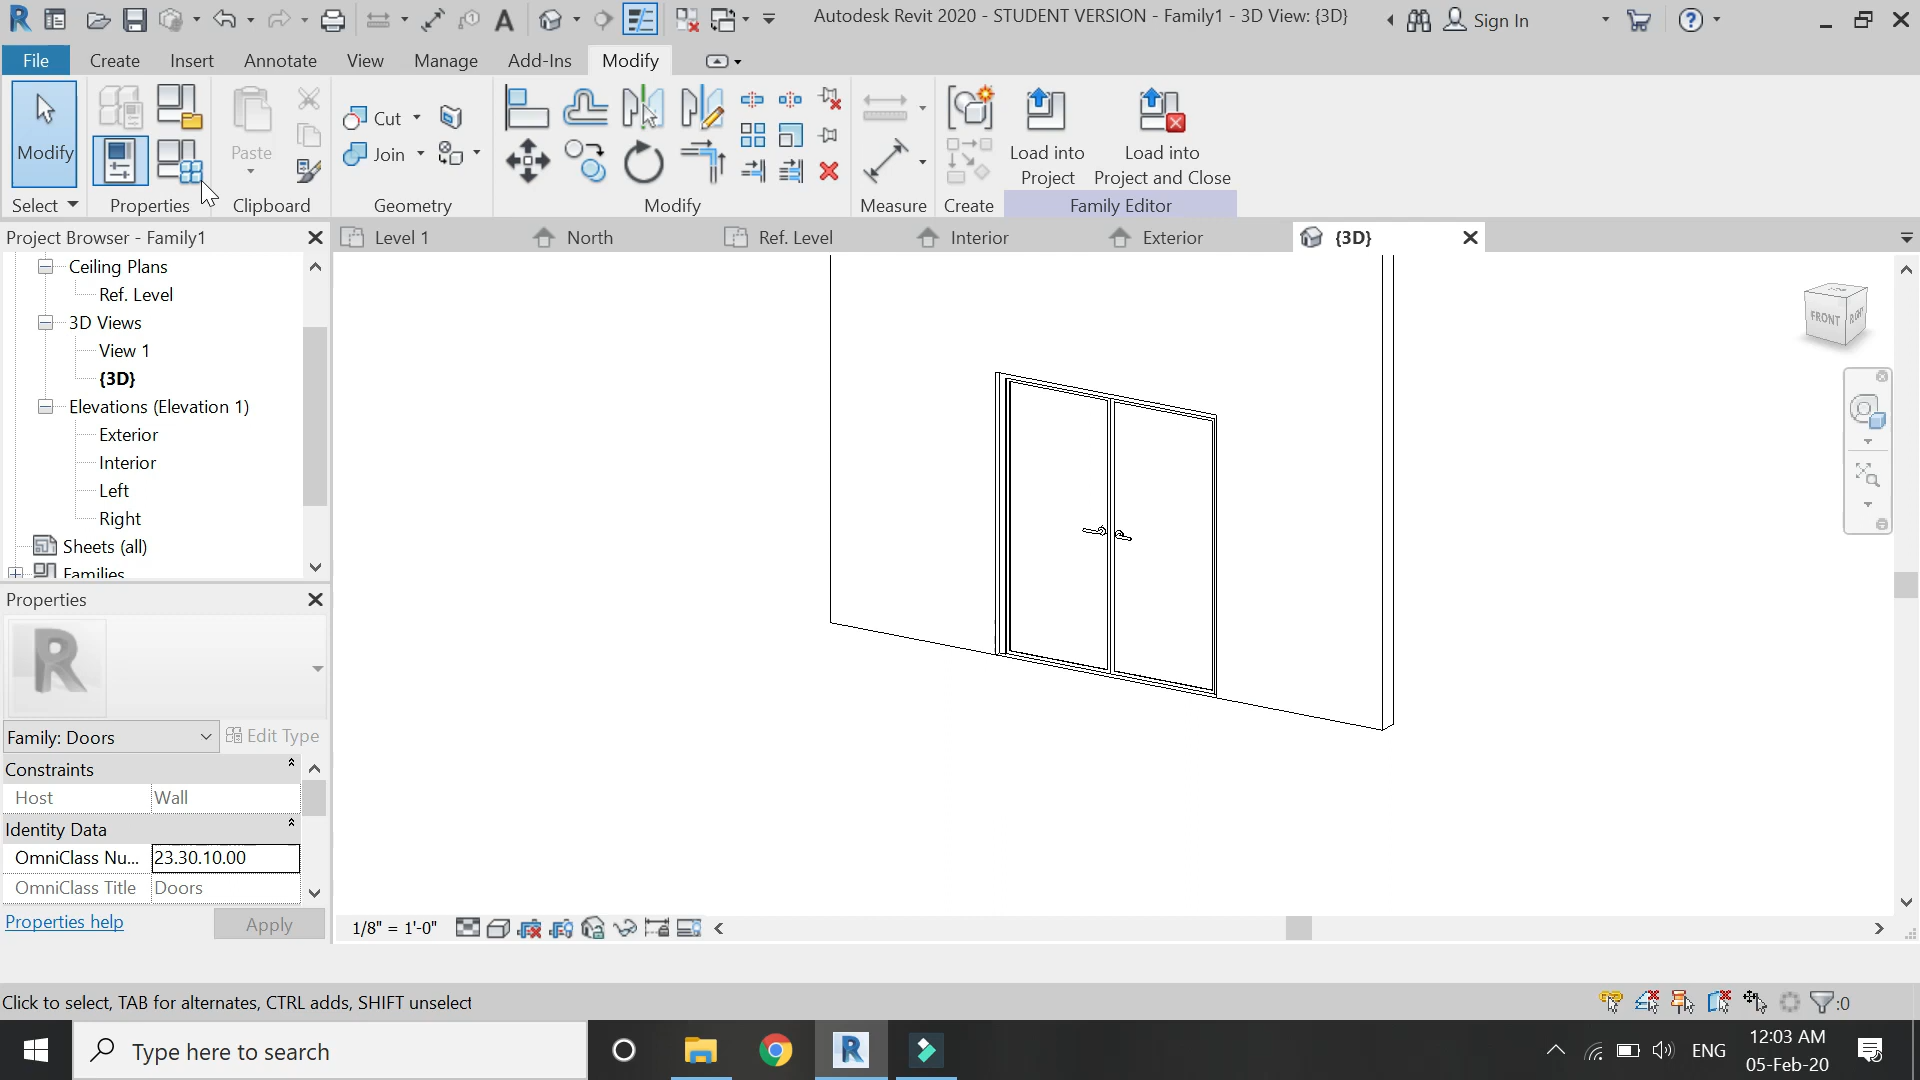 Autodesk Revit 2020 - STUDENT VERSION - Family1 - 3D View: {3D}
Sign In
File
Create
Insert
Annotate
View
Manage
Add-Ins
Modify
Modify
Paste
Cut
Join
Load into
Project
Load into
Project and Close
Select
Properties
Clipboard
Geometry
Modify
Measure
Create
Family Editor
Project Browser - Family1
Level 1
North
Ref. Level
Interior
Exterior
{3D}
Ceiling Plans
Ref. Level
3D Views
View 1
{3D}
Elevations (Elevation 1)
Exterior
Interior
Left
Right
Sheets (all)
Families
FRONT
RIGHT
Properties
Family: Doors
Edit Type
Constraints
Host
Wall
Identity Data
OmniClass Nu...
23.30.10.00
OmniClass Title
Doors
Properties help
Apply
1/8" = 1'-0"
Click to select, TAB for alternates, CTRL adds, SHIFT unselect
:0
Type here to search
ENG
12:03 AM
05-Feb-20